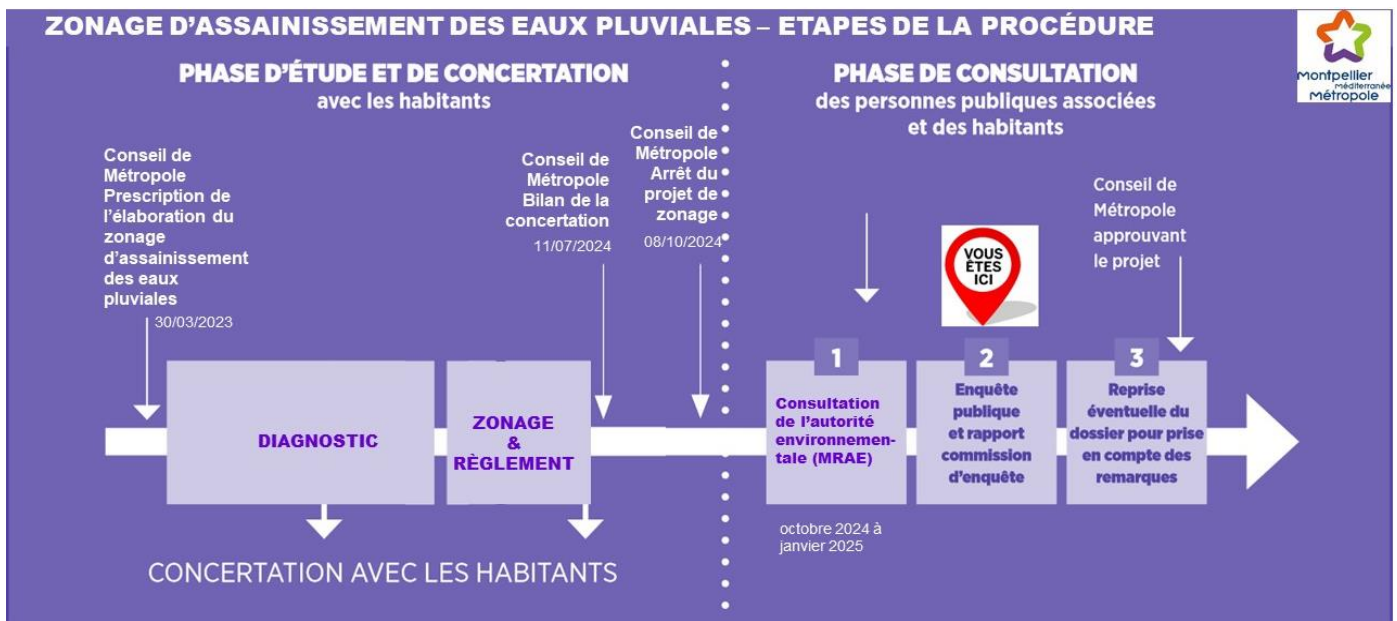 ZONAGE D'ASSAINISSEMENT DES EAUX PLUVIALES – ETAPES DE LA PROCÉDURE
Montpellier
méditerranée
métropole
PHASE D'ÉTUDE ET DE CONCERTATION
avec les habitants
PHASE DE CONSULTATION
des personnes publiques associées
et des habitants
Conseil de
Métropole
Prescription de
l'élaboration du
zonage
d'assainissement
des eaux
pluviales
30/03/2023
Conseil de
Métropole
Bilan de la
concertation
11/07/2024
Conseil de
Métropole
Arrêt du
projet de
zonage
08/10/2024
Conseil de
Métropole
approuvant
le projet
VOUS
ÊTES
ICI
DIAGNOSTIC
ZONAGE
&
RÈGLEMENT
1
Consultation
de l'autorité
environnemen-
tale (MRAE)
octobre 2024 à
janvier 2025
2
Enquête
publique
et rapport
commission
d'enquête
3
Reprise
éventuelle du
dossier pour prise
en compte des
remarques
CONCERTATION AVEC LES HABITANTS